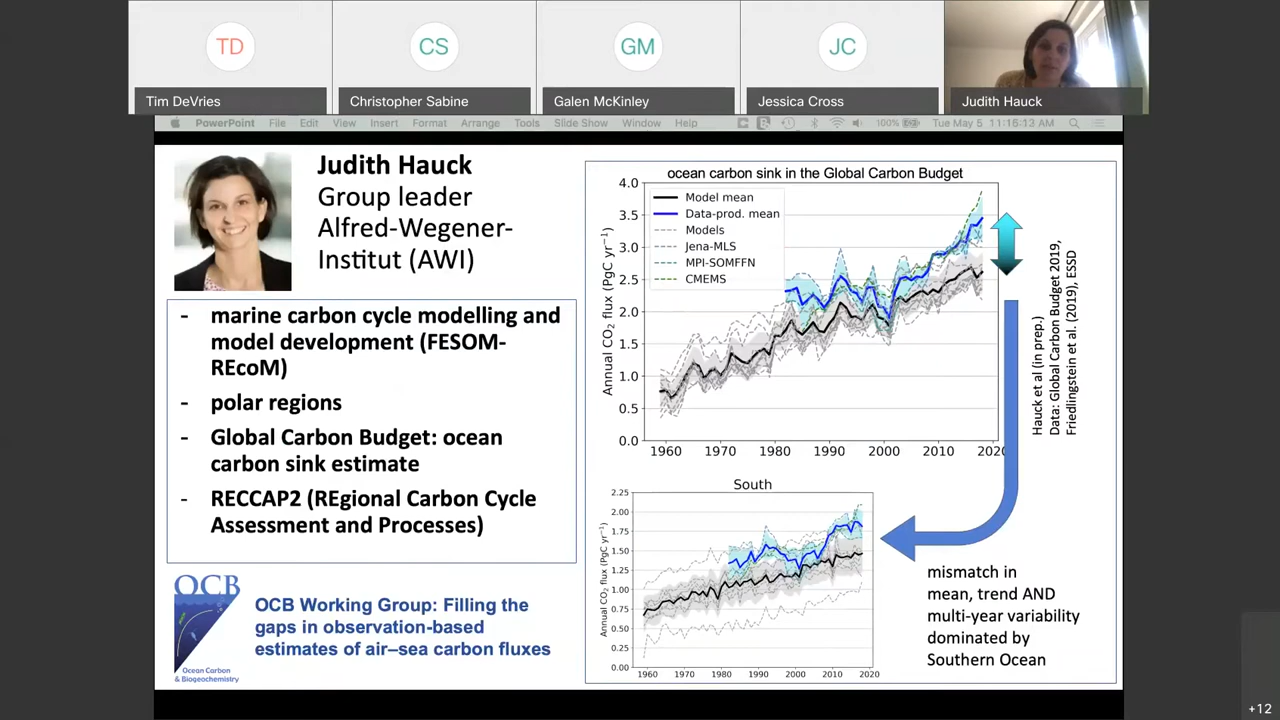 TD
CS
GM
JC
Tim DeVries
Christopher Sabine
Galen McKinley
Jessica Cross
Judith Hauck
PowerPoint File Edit View Insert Format Arrange Tools Slide Show Window Help 100% Tue May 5 11:16:13 AM
Judith Hauck
Group leader
Alfred-Wegener-
Institut (AWI)
- marine carbon cycle modelling and
model development (FESOM-
REcoM)
- polar regions
- Global Carbon Budget: ocean
carbon sink estimate
- RECCAP2 (REgional Carbon Cycle
Assessment and Processes)
OCB
Ocean Carbon
& Biogeochemistry
OCB Working Group: Filling the
gaps in observation-based
estimates of air–sea carbon fluxes
ocean carbon sink in the Global Carbon Budget
Annual CO2 flux (PgC yr⁻¹)
4.0
3.5
3.0
2.5
2.0
1.5
1.0
0.5
0.0
Model mean
Data-prod. mean
Models
Jena-MLS
MPI-SOMFFN
CMEMS
1960 1970 1980 1990 2000 2010 2020
Hauck et al (in prep.)
Data: Global Carbon Budget 2019,
Friedlingstein et al. (2019), ESSD
South
Annual CO2 flux (PgC yr⁻¹)
2.25
2.00
1.75
1.50
1.25
1.00
0.75
0.50
0.25
0.00
1960 1970 1980 1990 2000 2010 2020
mismatch in
mean, trend AND
multi-year variability
dominated by
Southern Ocean
+12